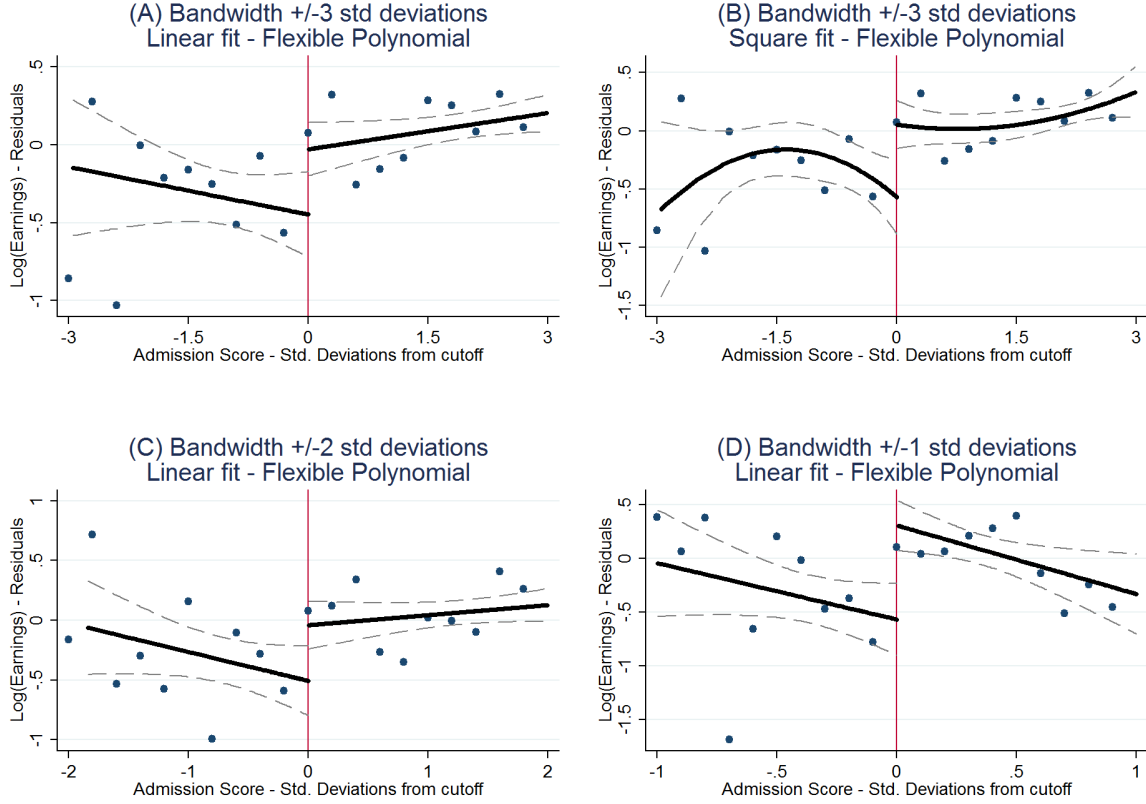 (A) Bandwidth +/-3 std deviations
Linear fit - Flexible Polynomial
Log(Earnings) - Residuals
.5
0
-.5
-1
-3
-1.5
0
1.5
3
Admission Score - Std. Deviations from cutoff
(B) Bandwidth +/-3 std deviations
Square fit - Flexible Polynomial
Log(Earnings) - Residuals
.5
0
-.5
-1
-1.5
-3
-1.5
0
1.5
3
Admission Score - Std. Deviations from cutoff
(C) Bandwidth +/-2 std deviations
Linear fit - Flexible Polynomial
Log(Earnings) - Residuals
1
.5
0
-.5
-1
-2
-1
0
1
2
Admission Score - Std. Deviations from cutoff
(D) Bandwidth +/-1 std deviations
Linear fit - Flexible Polynomial
Log(Earnings) - Residuals
.5
0
-.5
-1
-1.5
-1
-.5
0
.5
1
Admission Score - Std. Deviations from cutoff